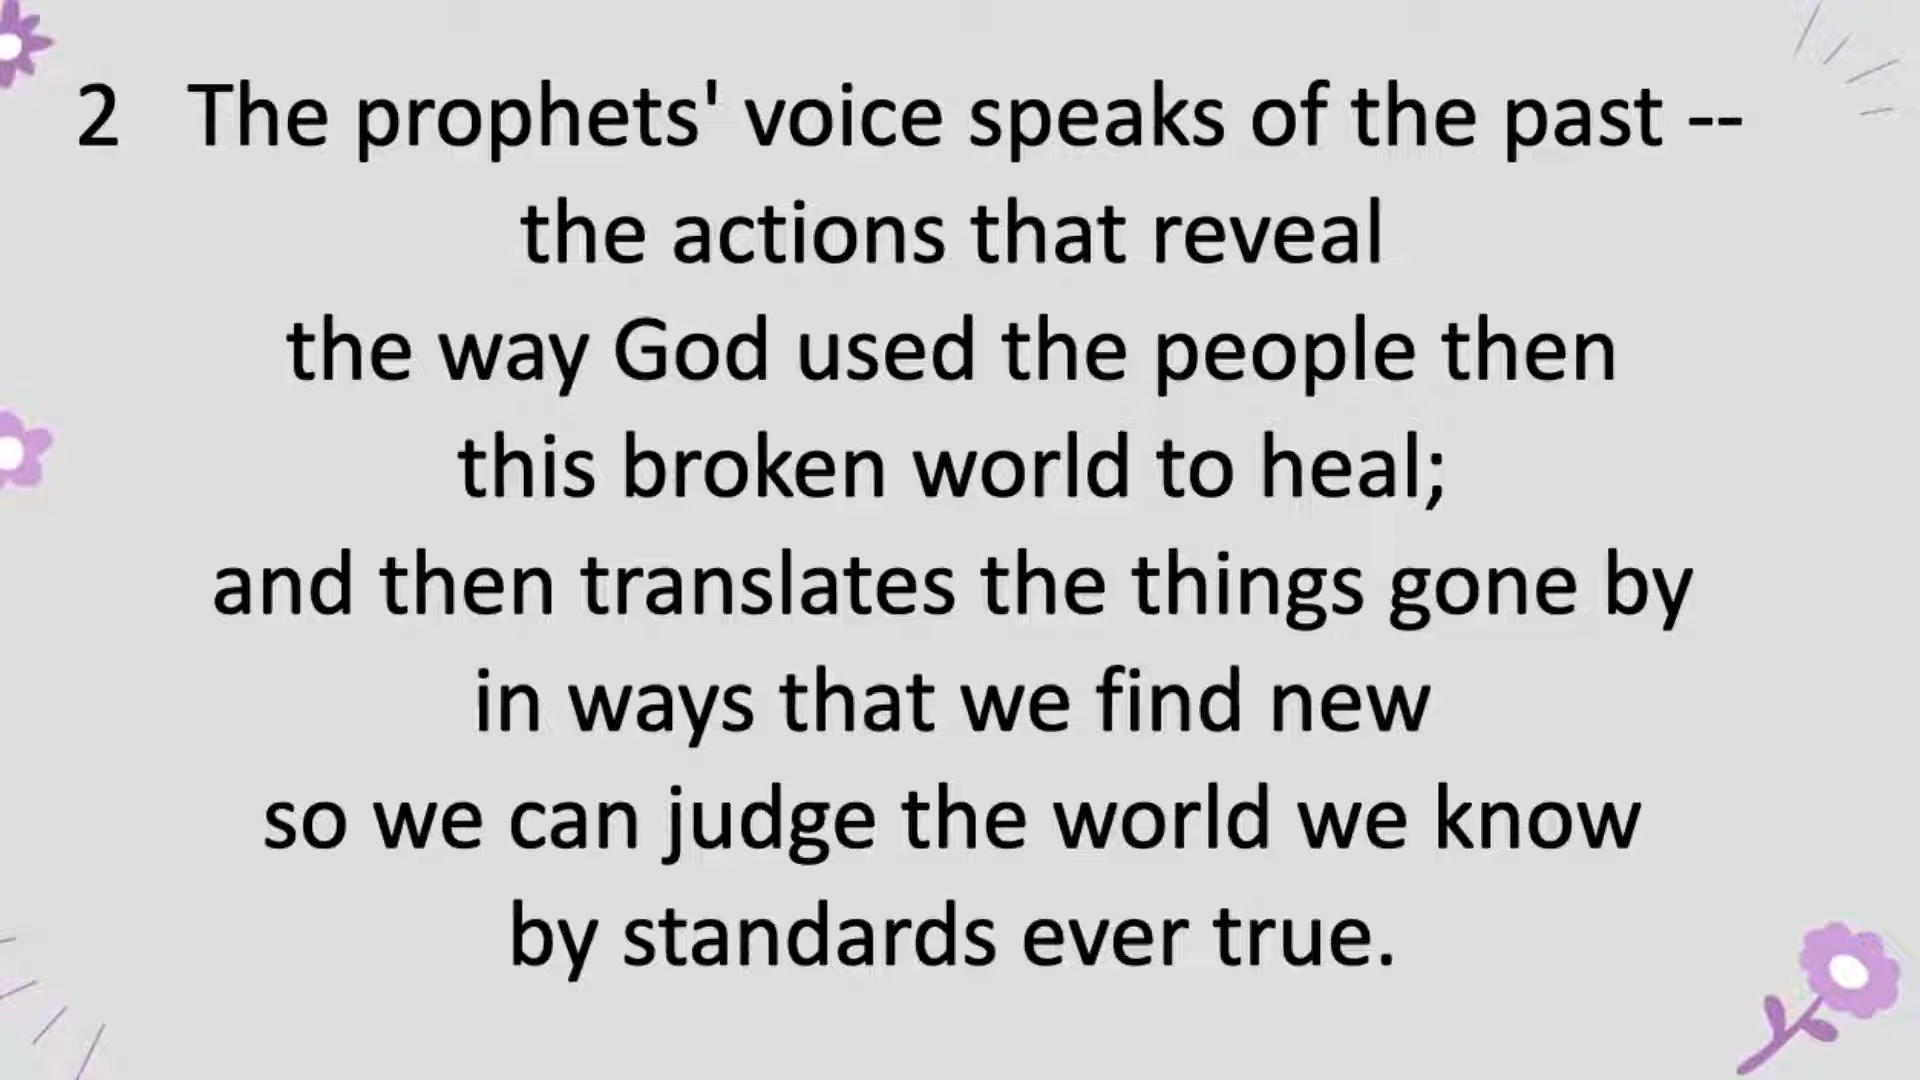 2 The prophets' voice speaks of the past --
the actions that reveal
the way God used the people then
this broken world to heal;
and then translates the things gone by
in ways that we find new
so we can judge the world we know
by standards ever true.